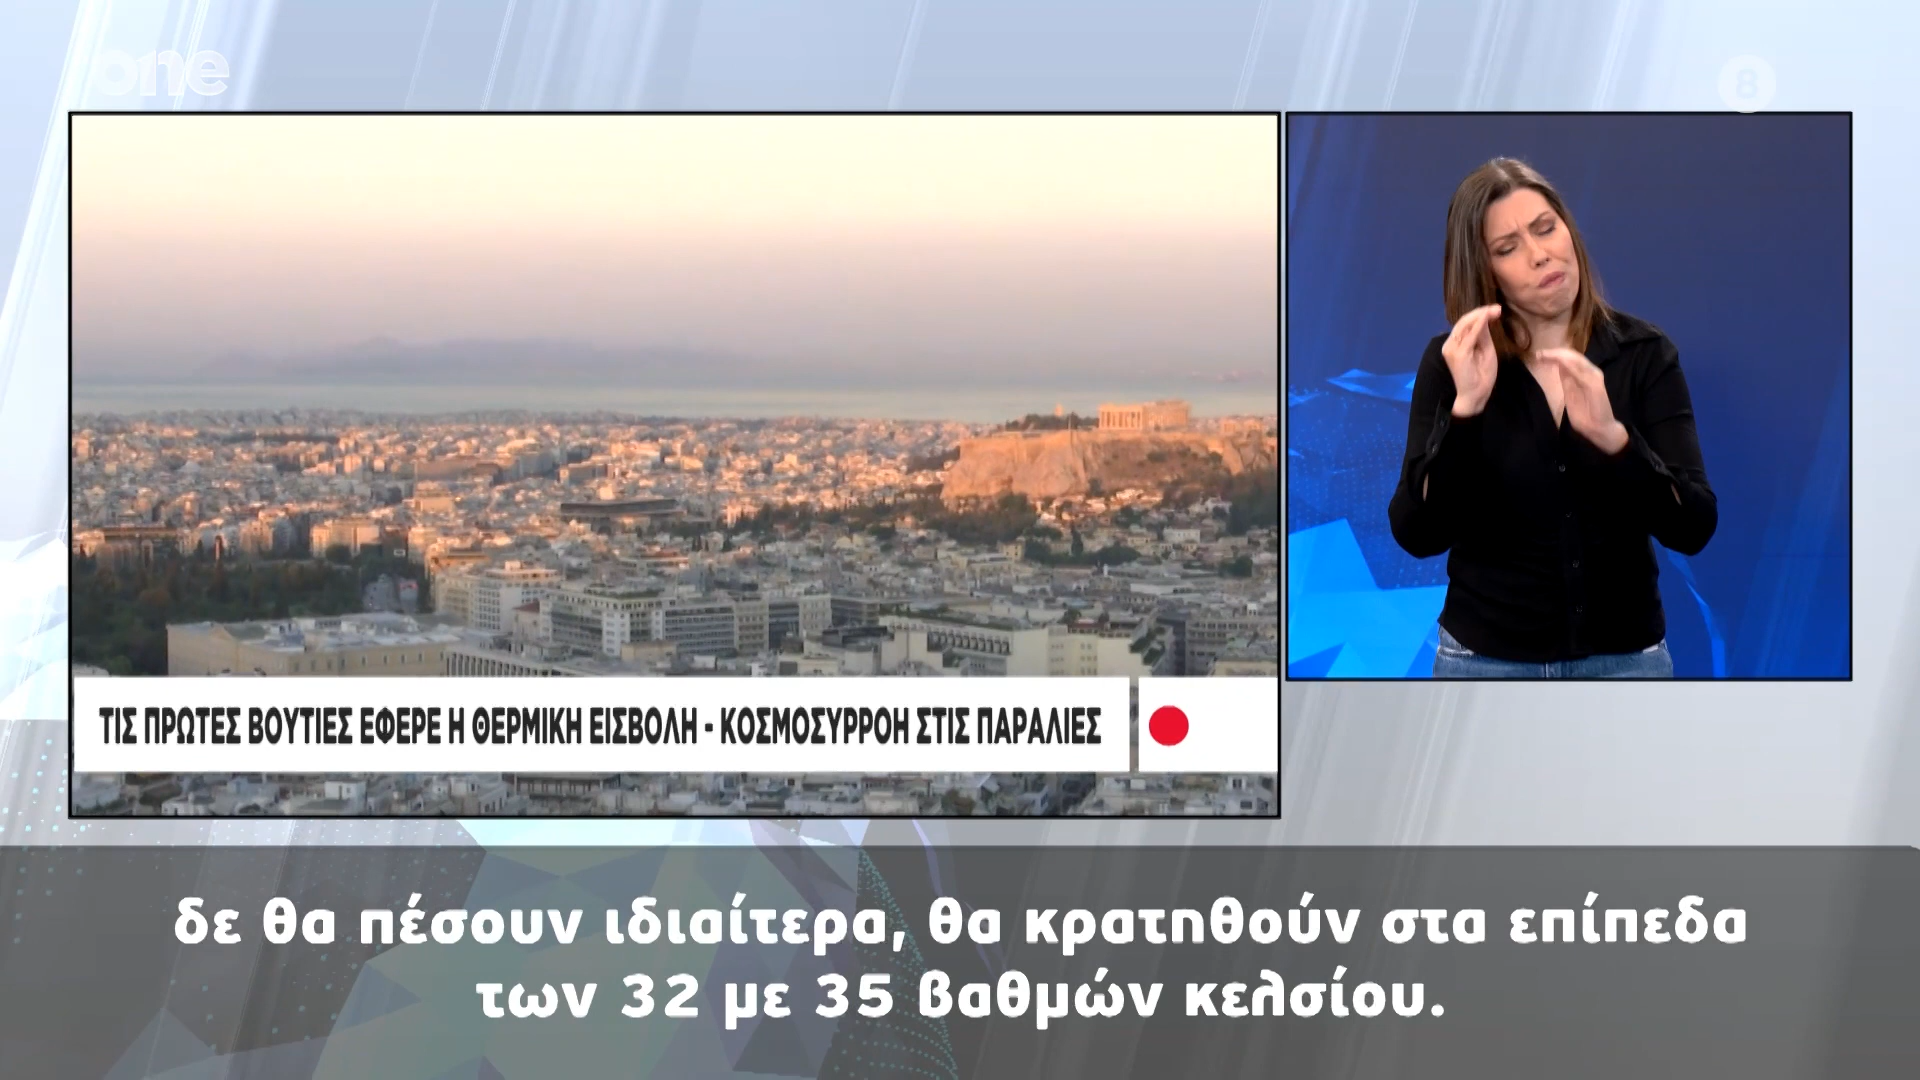 one
8
ΤΙΣ ΠΡΩΤΕΣ ΒΟΥΤΙΕΣ ΕΦΕΡΕ Η ΘΕΡΜΙΚΗ ΕΙΣΒΟΛΗ - ΚΟΣΜΟΣΥΡΡΟΗ ΣΤΙΣ ΠΑΡΑΛΙΕΣ
δε θα πέσουν ιδιαίτερα, θα κρατηθούν στα επίπεδα
των 32 με 35 βαθμών κελσίου.